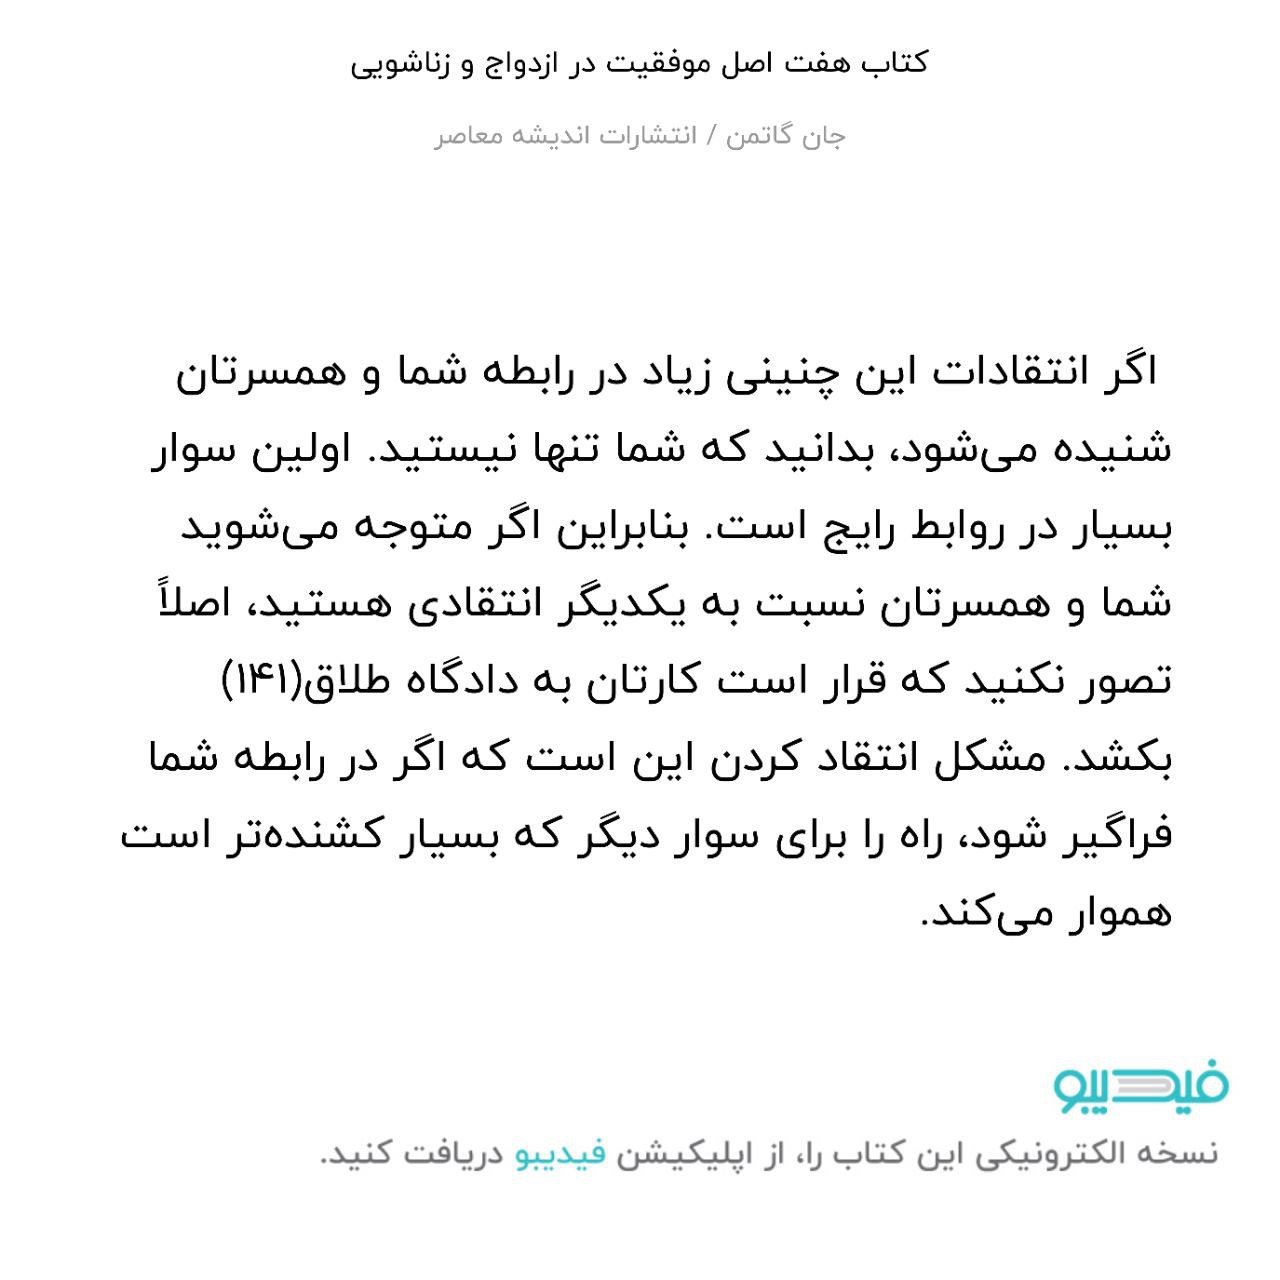 کتاب هفت اصل موفقیت در ازدواج و زناشویی
جان گاتمن / انتشارات اندیشه معاصر
اگر انتقادات این چنینی زیاد در رابطه شما و همسرتان
شنیده می‌شود، بدانید که شما تنها نیستید. اولین سوار
بسیار در روابط رایج است. بنابراین اگر متوجه می‌شوید
شما و همسرتان نسبت به یکدیگر انتقادی هستید، اصلاً
تصور نکنید که قرار است کارتان به دادگاه طلاق(۱۴۱)
بکشد. مشکل انتقاد کردن این است که اگر در رابطه شما
فراگیر شود، راه را برای سوار دیگر که بسیار کشنده‌تر است
هموار می‌کند.
فیدیبو
نسخه الکترونیکی این کتاب را، از اپلیکیشن فیدیبو دریافت کنید.